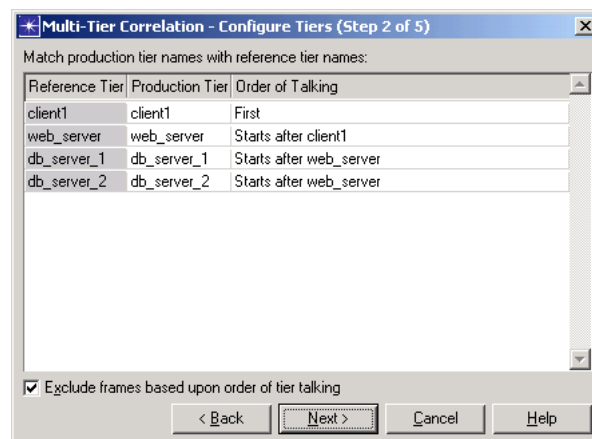 Multi-Tier Correlation - Configure Tiers (Step 2 of 5)
Match production tier names with reference tier names:
Reference Tier Production Tier Order of Talking
client1 client1 First
web_server web_server Starts after client1
db_server_1 db_server_1 Starts after web_server
db_server_2 db_server_2 Starts after web_server
Exclude frames based upon order of tier talking
< Back Next > Cancel Help